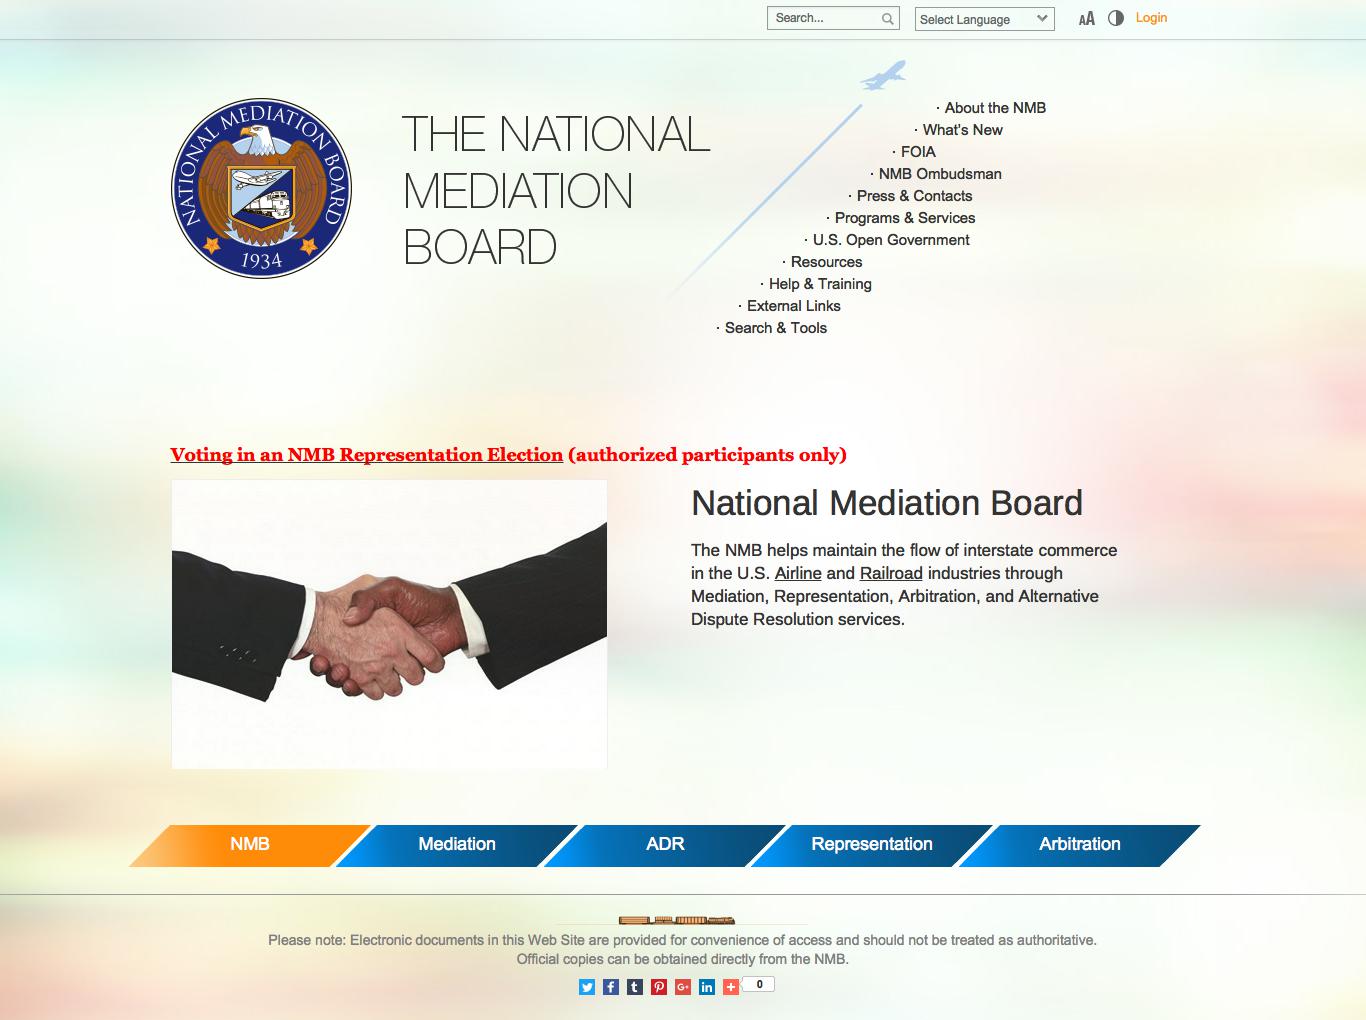 Search...
Select Language
AA
Login
NATIONAL MEDIATION BOARD
1934
THE NATIONAL
MEDIATION
BOARD
· About the NMB
· What's New
· FOIA
· NMB Ombudsman
· Press & Contacts
· Programs & Services
· U.S. Open Government
· Resources
· Help & Training
· External Links
· Search & Tools
Voting in an NMB Representation Election (authorized participants only)
National Mediation Board
The NMB helps maintain the flow of interstate commerce
in the U.S. Airline and Railroad industries through
Mediation, Representation, Arbitration, and Alternative
Dispute Resolution services.
NMB
Mediation
ADR
Representation
Arbitration
Please note: Electronic documents in this Web Site are provided for convenience of access and should not be treated as authoritative.
Official copies can be obtained directly from the NMB.
f t G+ in + 0